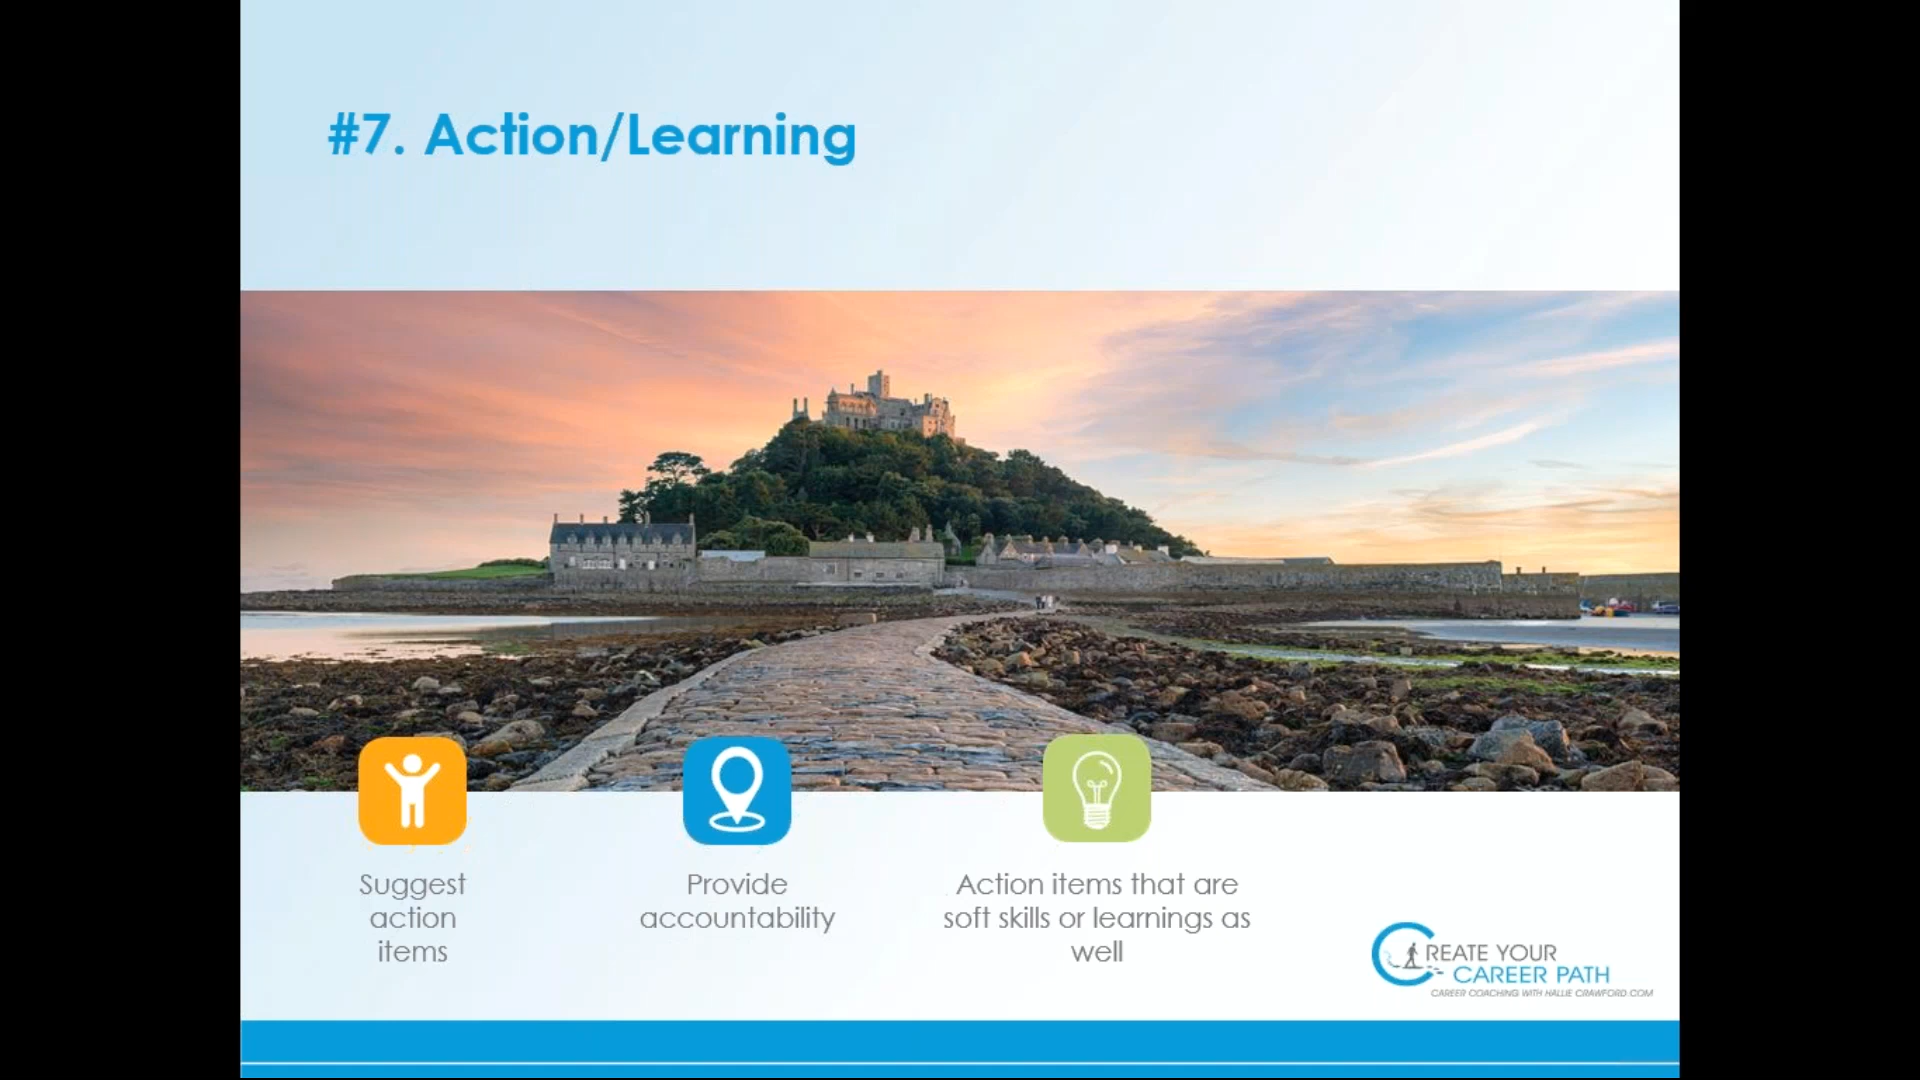 #7. Action/Learning
Suggest
action
items
Provide
accountability
Action items that are
soft skills or learnings as
well
CREATE YOUR
CAREER PATH
CAREER COACHING WITH HALLIE CRAWFORD.COM